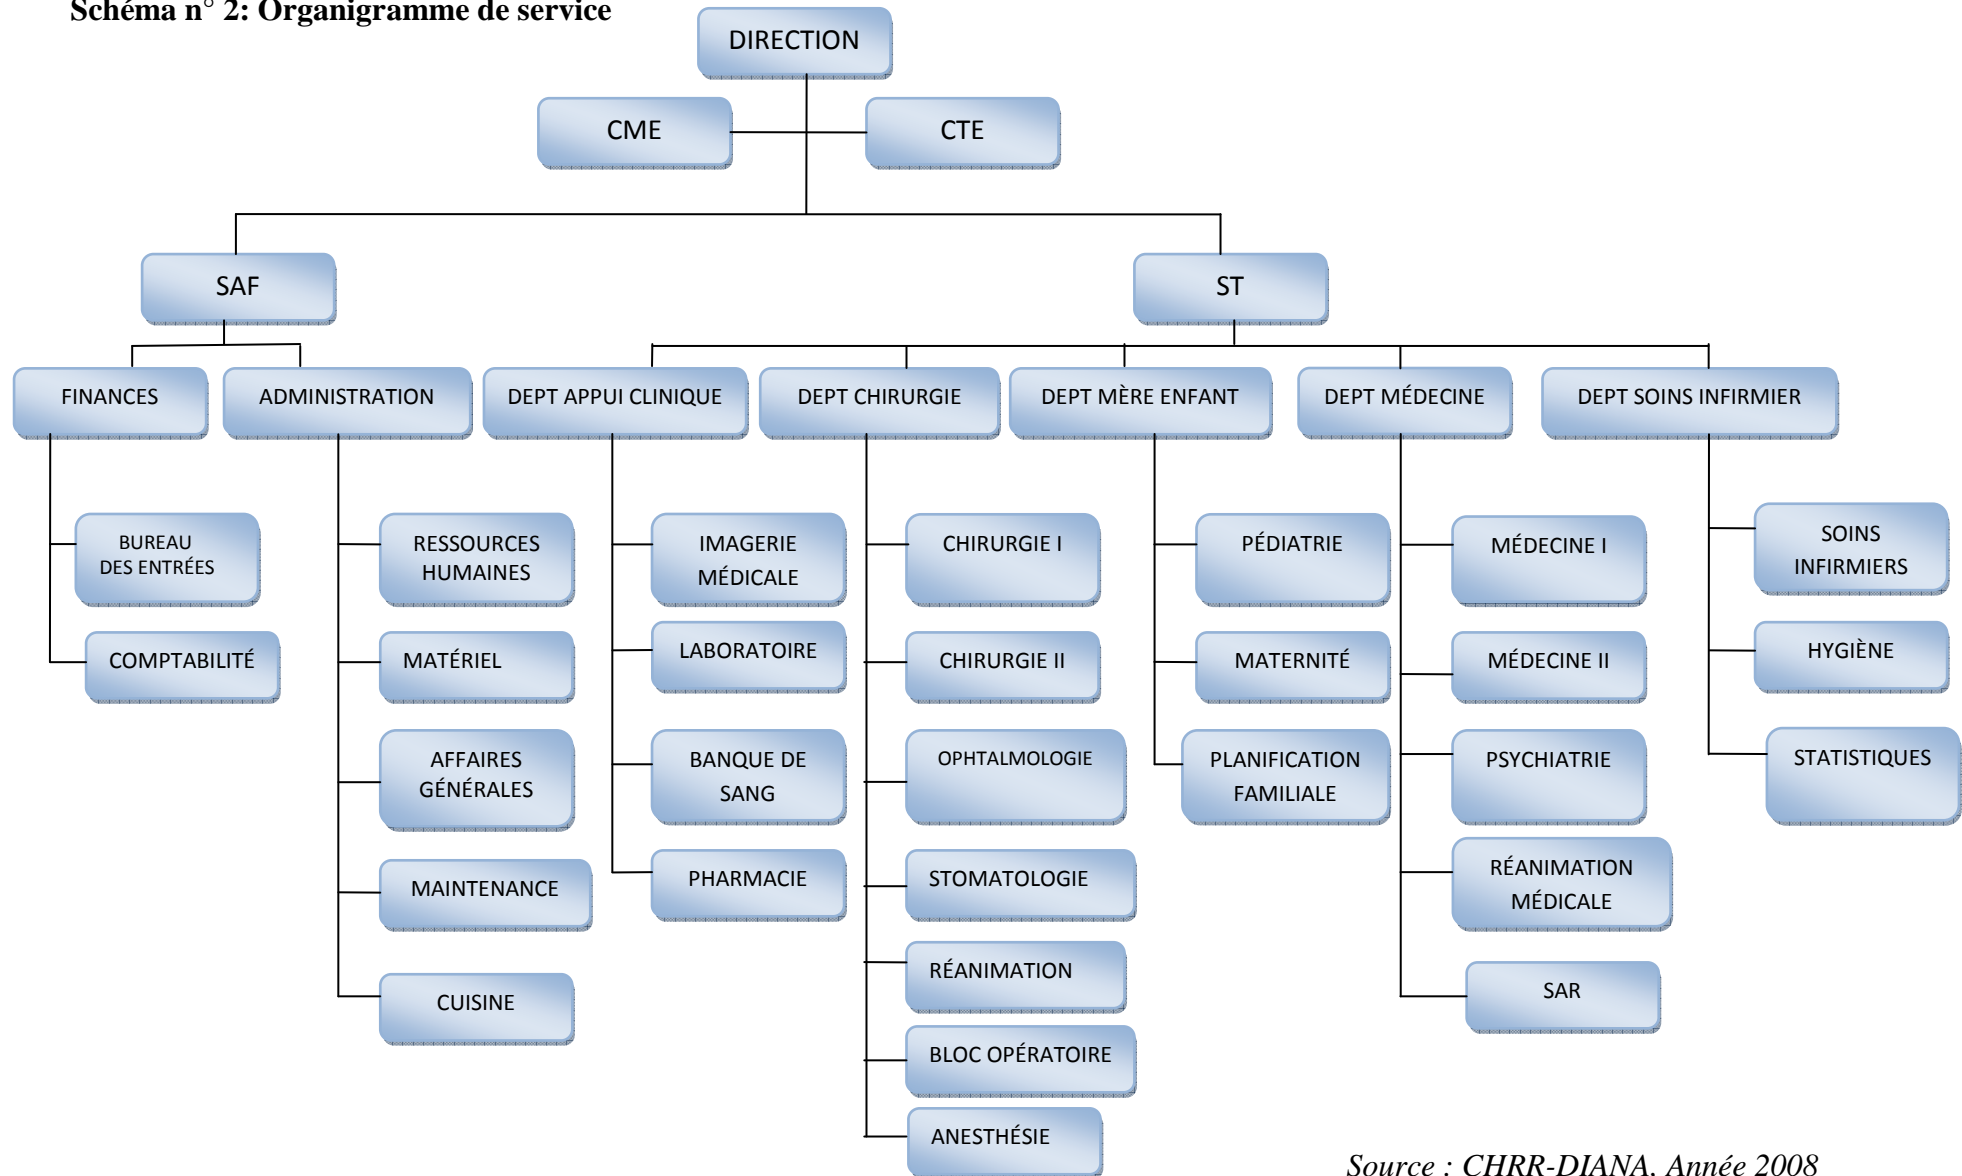 Schéma n° 2: Organigramme de service
DIRECTION
CME
CTE
SAF
ST
FINANCES
ADMINISTRATION
DEPT APPUI CLINIQUE
DEPT CHIRURGIE
DEPT MÈRE ENFANT
DEPT MÉDECINE
DEPT SOINS INFIRMIER
BUREAU
DES ENTRÉES
COMPTABILITÉ
RESSOURCES
HUMAINES
MATÉRIEL
AFFAIRES
GÉNÉRALES
MAINTENANCE
CUISINE
IMAGERIE
MÉDICALE
LABORATOIRE
BANQUE DE
SANG
PHARMACIE
CHIRURGIE I
CHIRURGIE II
OPHTALMOLOGIE
STOMATOLOGIE
RÉANIMATION
BLOC OPÉRATOIRE
ANESTHÉSIE
PÉDIATRIE
MATERNITÉ
PLANIFICATION
FAMILIALE
MÉDECINE I
MÉDECINE II
PSYCHIATRIE
RÉANIMATION
MÉDICALE
SAR
SOINS
INFIRMIERS
HYGIÈNE
STATISTIQUES
Source : CHRR-DIANA, Année 2008